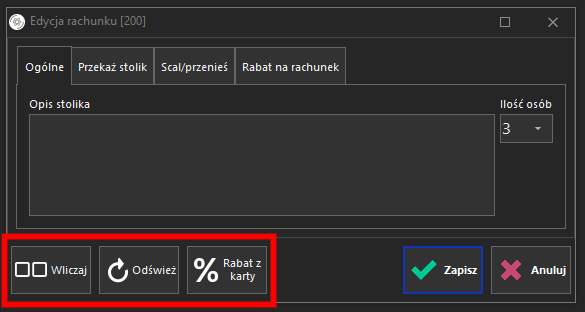 Edycja rachunku [200]
Ogólne Przekaż stolik Scal/przenieś Rabat na rachunek
Opis stolika Ilość osób
3
Wliczaj Odśwież % Rabat z
karty
Zapisz Anuluj